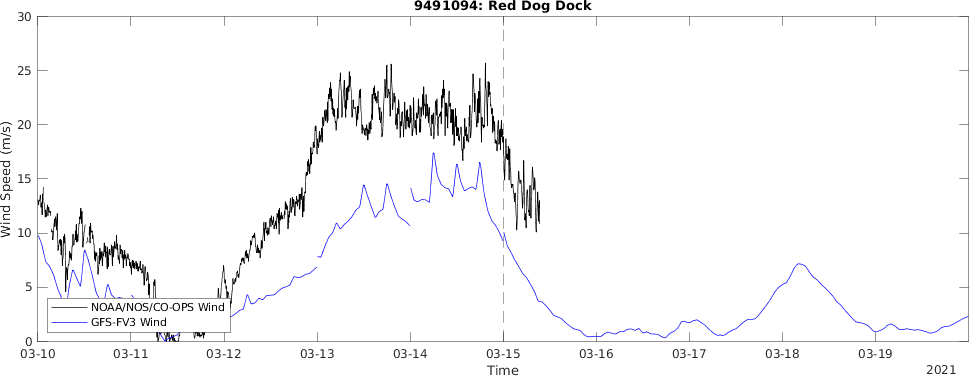 9491094: Red Dog Dock
30
25
20
15
10
5
0
Wind Speed (m/s)
NOAA/NOS/CO-OPS Wind
GFS-FV3 Wind
03-10 03-11 03-12 03-13 03-14 03-15 03-16 03-17 03-18 03-19
Time
2021